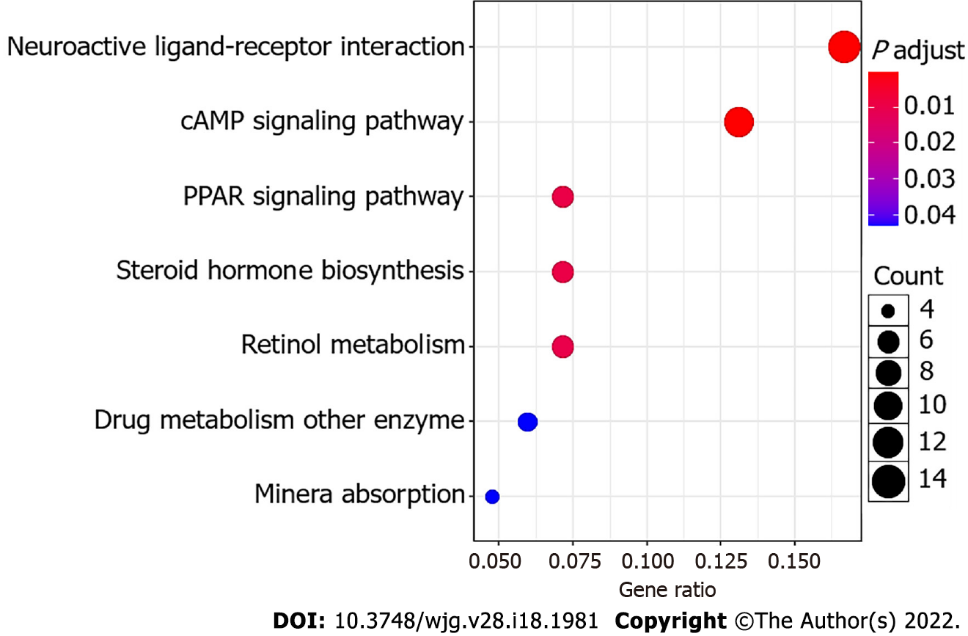 Neuroactive ligand-receptor interaction
cAMP signaling pathway
PPAR signaling pathway
Steroid hormone biosynthesis
Retinol metabolism
Drug metabolism other enzyme
Minera absorption
0.050 0.075 0.100 0.125 0.150
Gene ratio
P adjust
0.01
0.02
0.03
0.04
Count
4
6
8
10
12
14
DOI: 10.3748/wjg.v28.i18.1981 Copyright ©The Author(s) 2022.